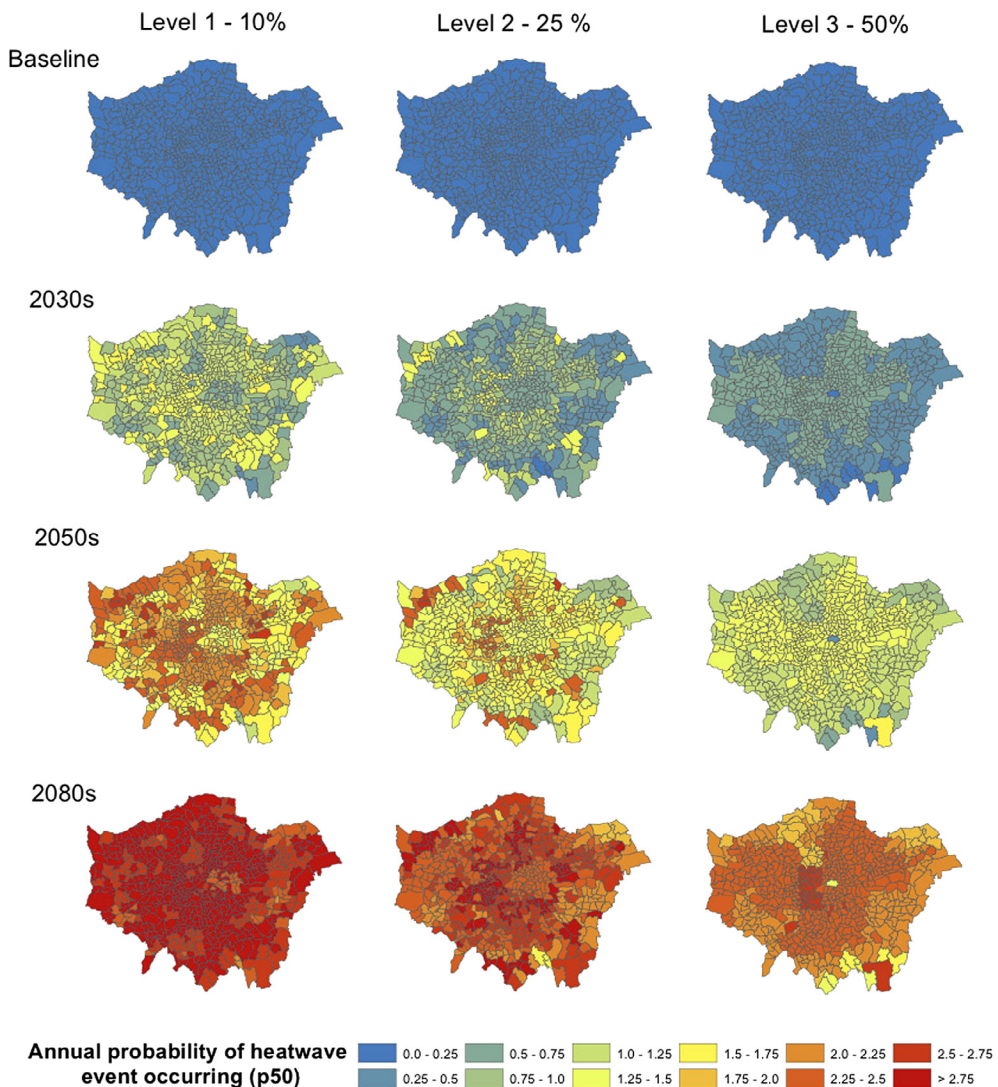 Level 1 - 10% Level 2 - 25 % Level 3 - 50%
Baseline
2030s
2050s
2080s
Annual probability of heatwave
event occurring (p50)
0.0 - 0.25 0.5 - 0.75 1.0 - 1.25 1.5 - 1.75 2.0 - 2.25 2.5 - 2.75
0.25 - 0.5 0.75 - 1.0 1.25 - 1.5 1.75 - 2.0 2.25 - 2.5 > 2.75